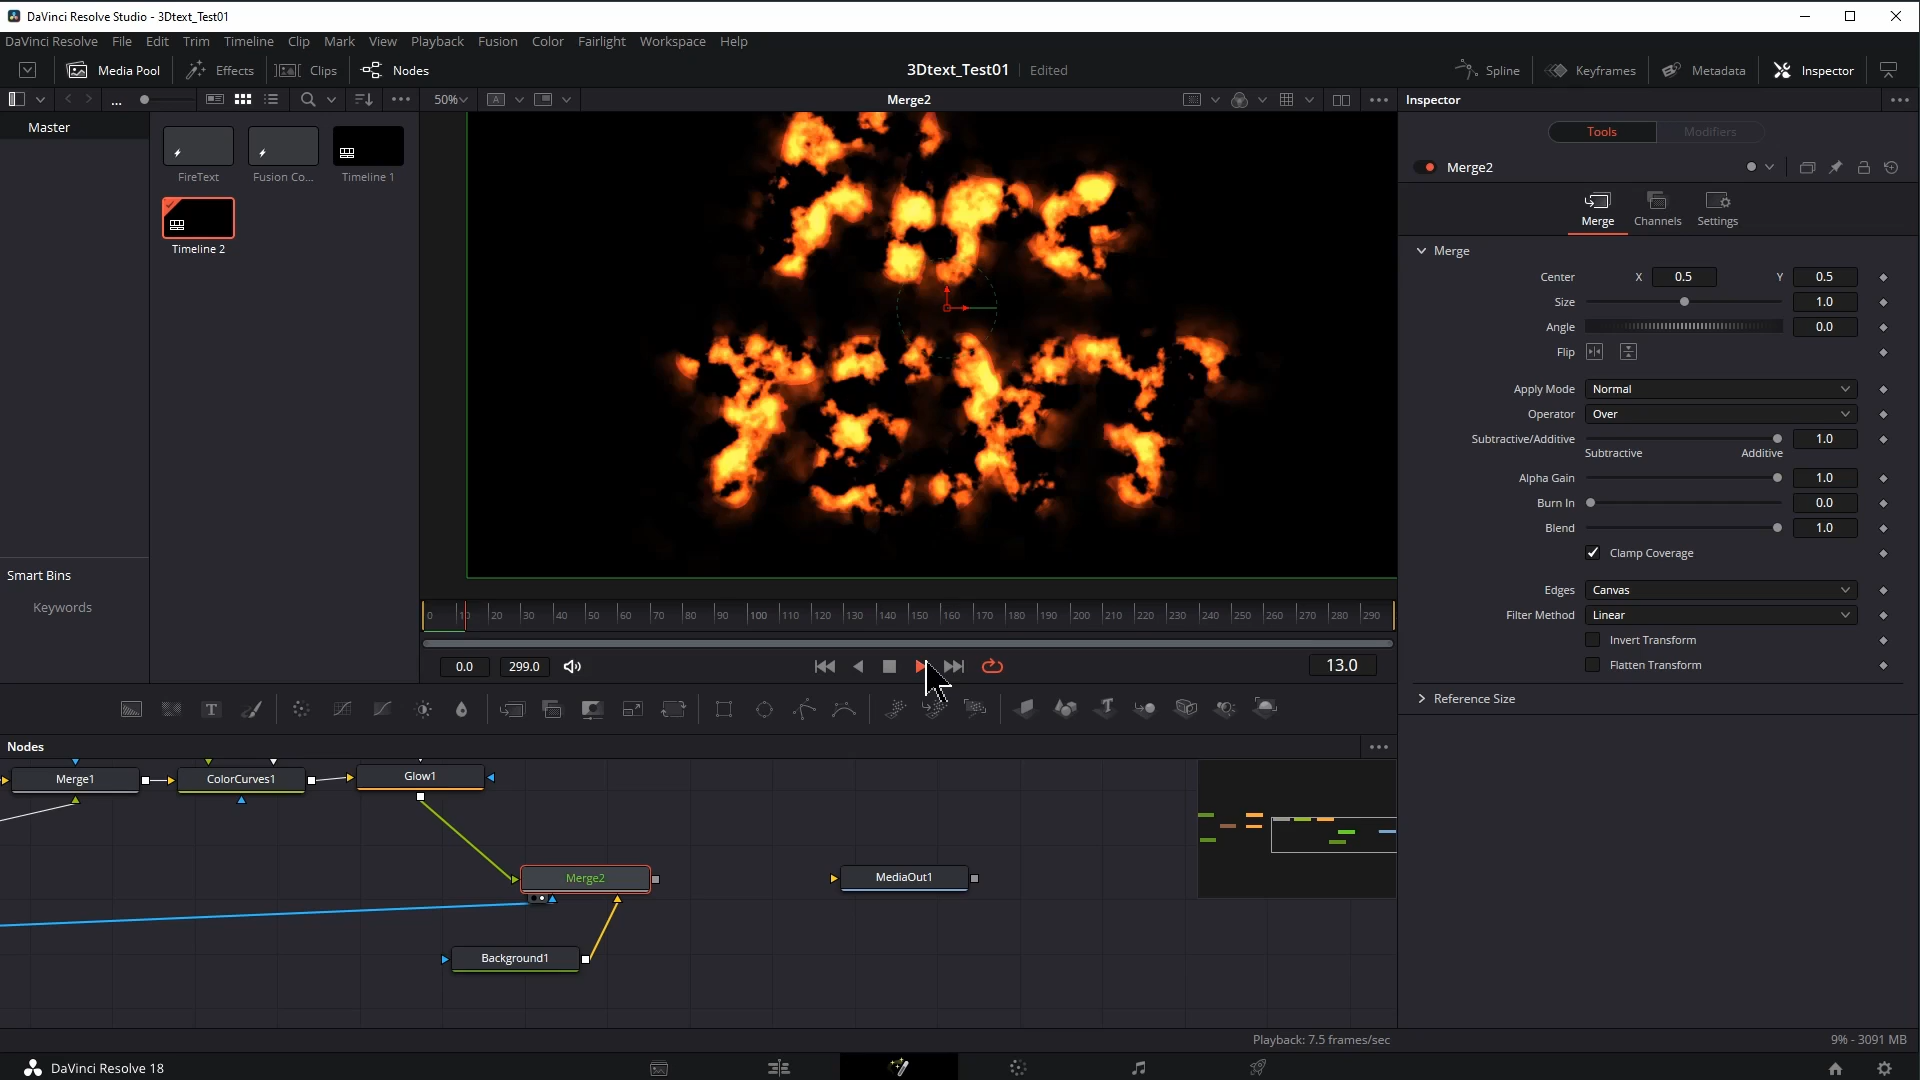 DaVinci Resolve Studio - 3Dtext_Test01
DaVinci Resolve File Edit Trim Timeline Clip Mark View Playback Fusion Color Fairlight Workspace Help
Media Pool Effects Clips Nodes 3Dtext_Test01 Edited Spline Keyframes Metadata Inspector
... 50% A Merge2 Inspector
Master
Tools Modifiers
FireText Fusion Co... Timeline 1
Merge2
Timeline 2
Merge Channels Settings
Merge
Center X 0.5 Y 0.5
Size 1.0
Angle 0.0
Flip
Apply Mode Normal
Operator Over
Subtractive/Additive 1.0
Subtractive Additive
Alpha Gain 1.0
Burn In 0.0
Blend 1.0
Clamp Coverage
Edges Canvas
Filter Method Linear
Invert Transform
Flatten Transform
Reference Size
FIRE
TEXT
Smart Bins
Keywords
0 10 20 30 40 50 60 70 80 90 100 110 120 130 140 150 160 170 180 190 200 210 220 230 240 250 260 270 280 290
0.0 299.0 13.0
T
Nodes
Merge1 ColorCurves1 Glow1
Merge2 MediaOut1
Background1
Playback: 7.5 frames/sec 9% - 3091 MB
DaVinci Resolve 18